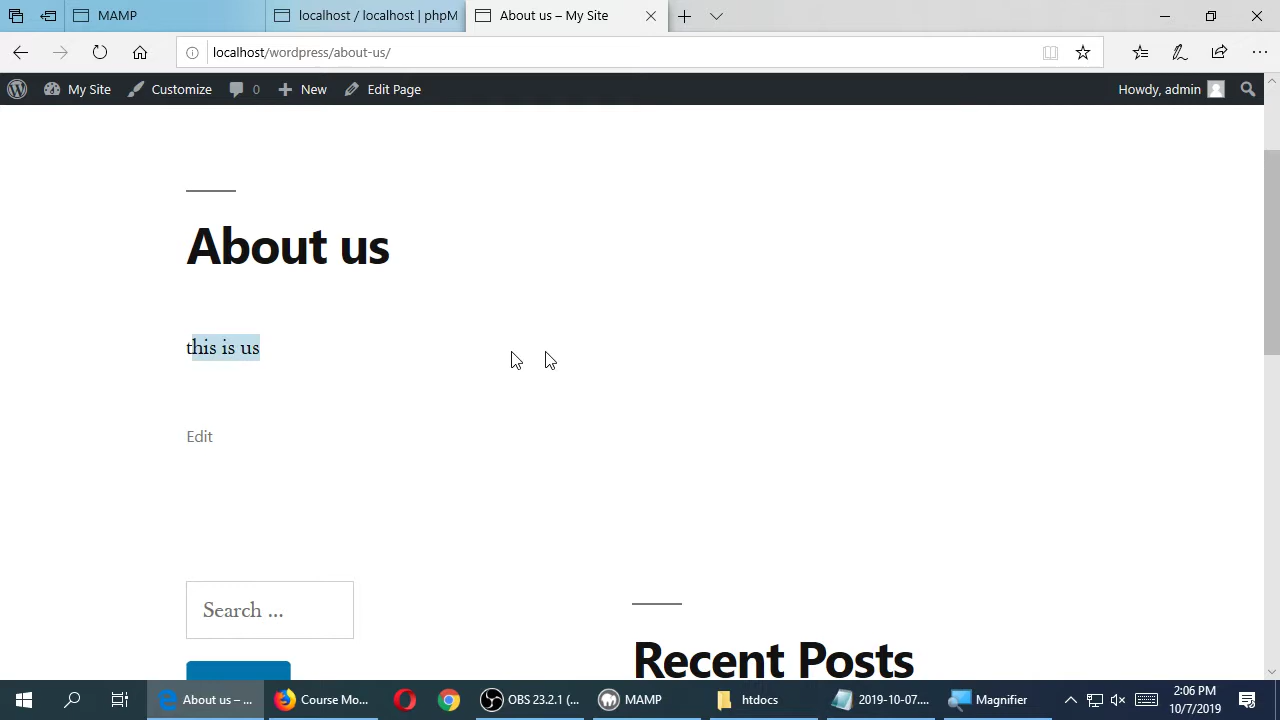 MAMP
localhost / localhost | phpM
About us – My Site
localhost/wordpress/about-us/
My Site
Customize
0
New
Edit Page
Howdy, admin
About us
this is us
Edit
Search ...
Recent Posts
About us – ...
Course Mo...
OBS 23.2.1 (...
MAMP
htdocs
2019-10-07....
Magnifier
2:06 PM
10/7/2019